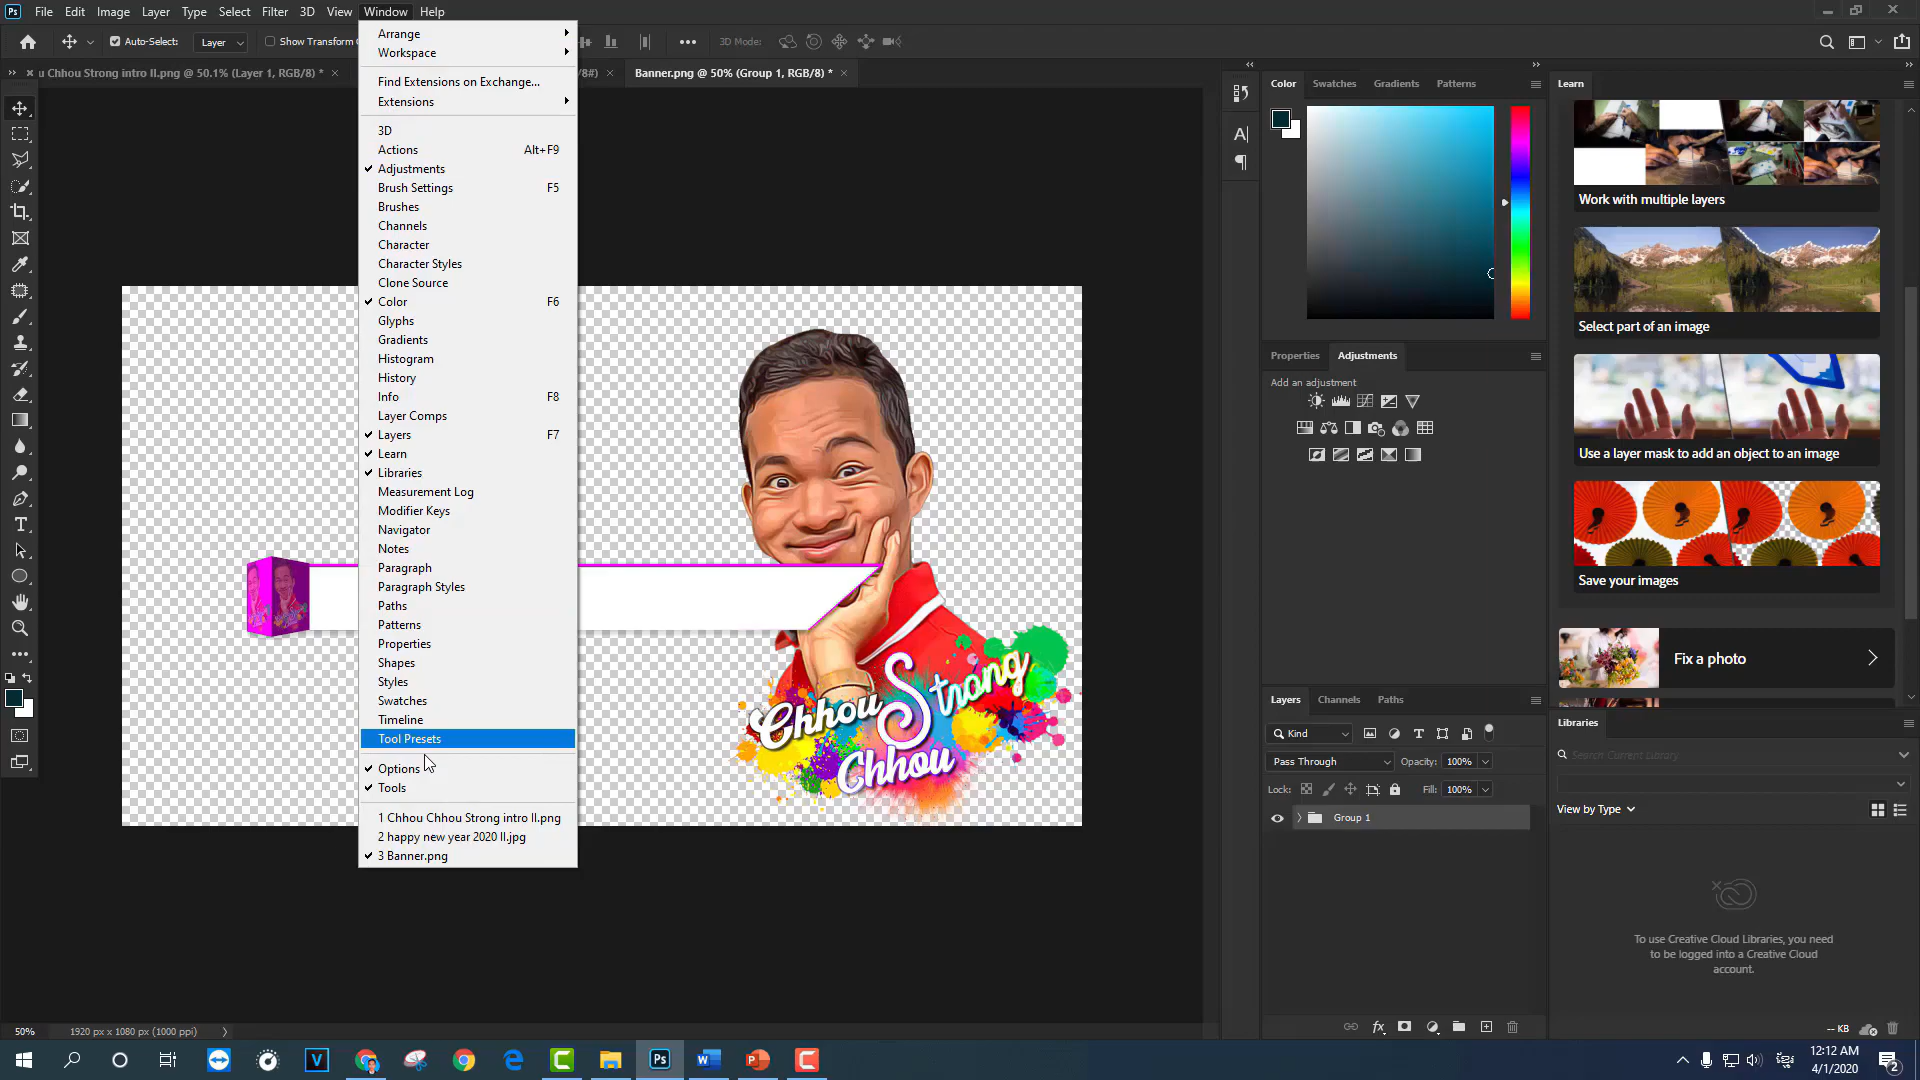 Ps File Edit Image Layer Type Select Filter 3D View Window Help
Auto-Select: Layer Show Transform C 3D Mode:
u Chhou Strong intro II.png @ 50.1% (Layer 1, RGB/8) * × /8#) × Banner.png @ 50% (Group 1, RGB/8) * ×
Arrange
Workspace
Find Extensions on Exchange...
Extensions
3D
Actions Alt+F9
Adjustments
Brush Settings F5
Brushes
Channels
Character
Character Styles
Clone Source
Color F6
Glyphs
Gradients
Histogram
History
Info F8
Layer Comps
Layers F7
Learn
Libraries
Measurement Log
Modifier Keys
Navigator
Notes
Paragraph
Paragraph Styles
Paths
Patterns
Properties
Shapes
Styles
Swatches
Timeline
Tool Presets
Options
Tools
1 Chhou Chhou Strong intro II.png
2 happy new year 2020 II.jpg
3 Banner.png
Chhou Strong
Chhou
Color Swatches Gradients Patterns
Properties Adjustments
Add an adjustment
Layers Channels Paths
Kind
Pass Through Opacity: 100%
Lock: Fill: 100%
Group 1
Learn
Work with multiple layers
Select part of an image
Use a layer mask to add an object to an image
Save your images
Fix a photo
Libraries
Search Current Library
View by Type
To use Creative Cloud Libraries, you need
to be logged into a Creative Cloud
account.
-- KB
50% 1920 px x 1080 px (1000 ppi)
12:12 AM
4/1/2020
2